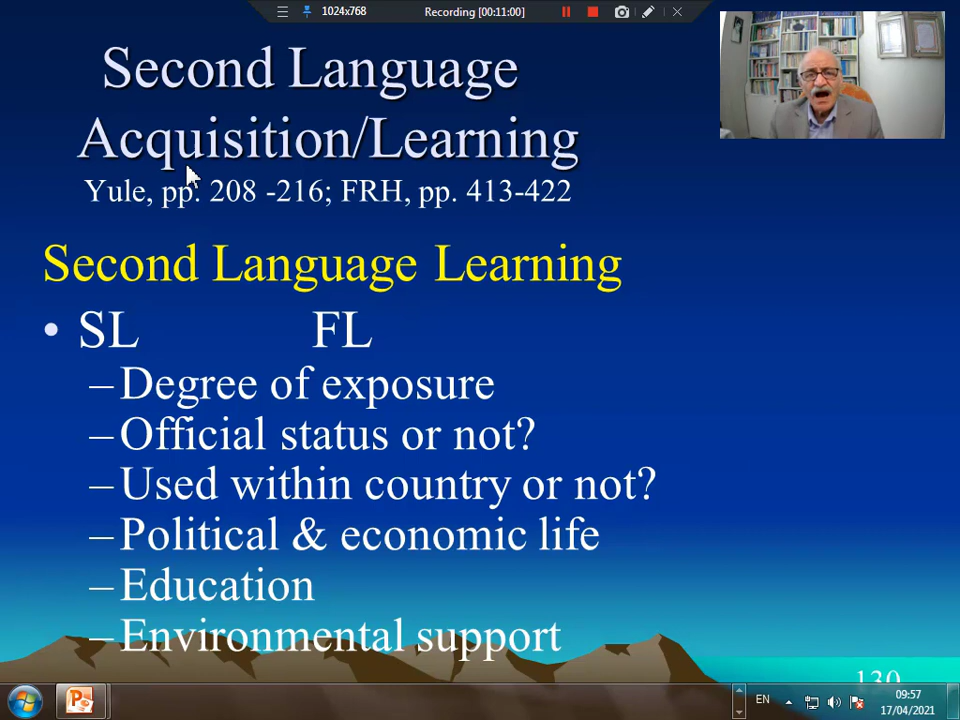 1024x768 Recording [00:11:00]
Second Language
Acquisition/Learning
Yule, pp. 208 -216; FRH, pp. 413-422
Second Language Learning
• SL FL
–Degree of exposure
–Official status or not?
–Used within country or not?
–Political & economic life
–Education
–Environmental support
130
EN 09:57
17/04/2021